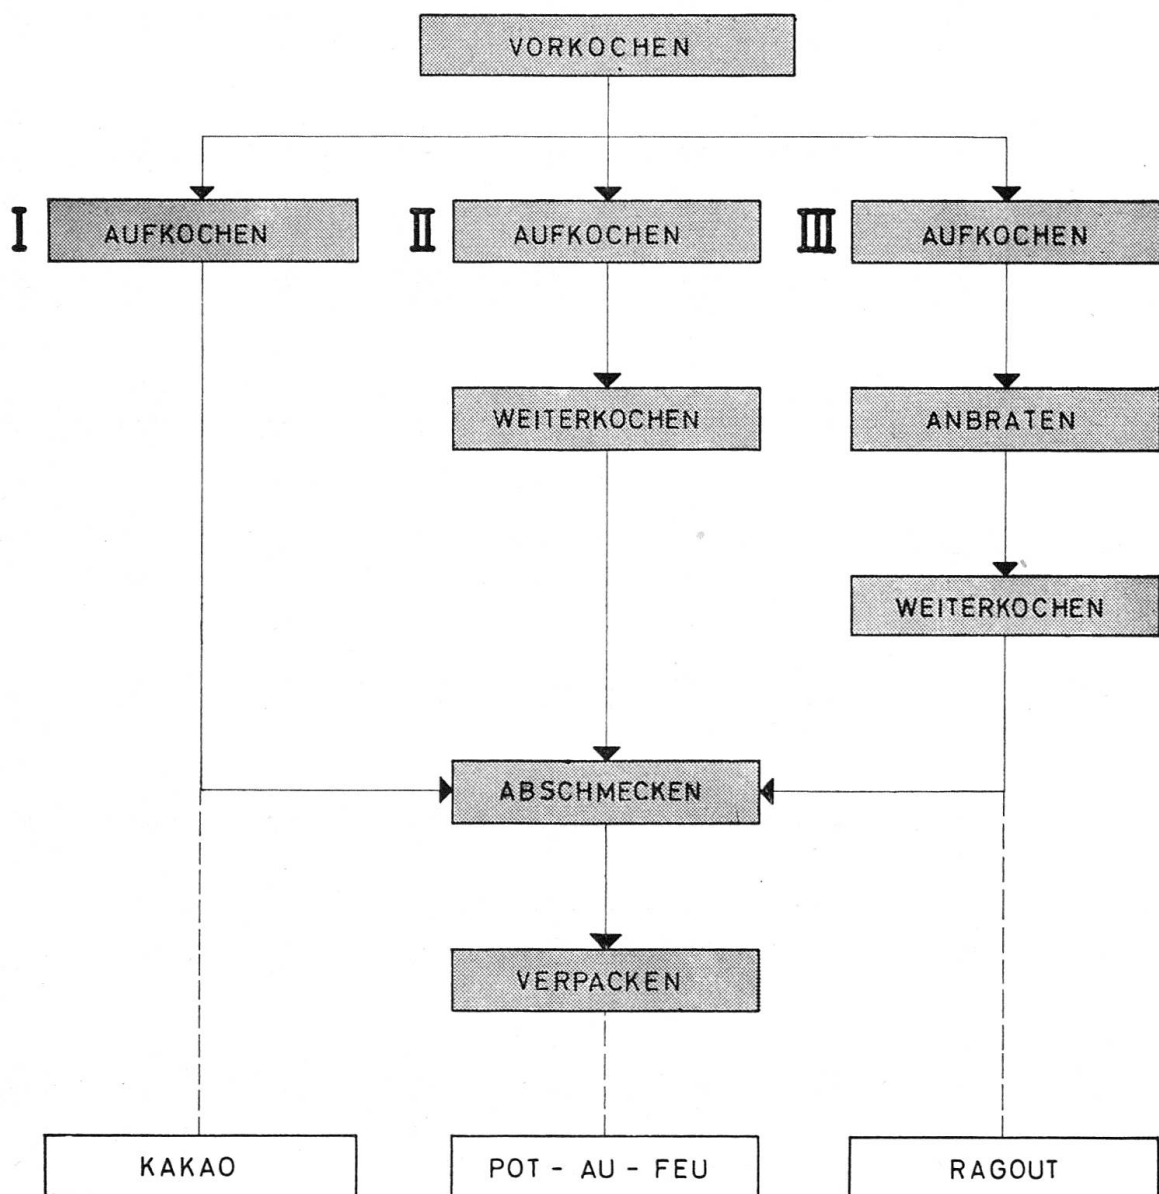 VORKOCHEN
I AUFKOCHEN
II AUFKOCHEN
III AUFKOCHEN
WEITERKOCHEN
ANBRATEN
WEITERKOCHEN
ABSCHMECKEN
VERPACKEN
KAKAO
POT - AU - FEU
RAGOUT